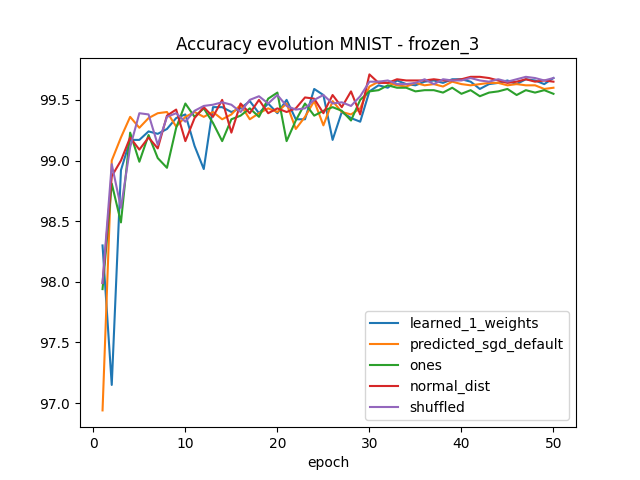 Accuracy evolution MNIST - frozen_3
99.5
99.0
98.5
98.0
97.5
97.0
0
10
20
30
40
50
epoch
learned_1_weights
predicted_sgd_default
ones
normal_dist
shuffled